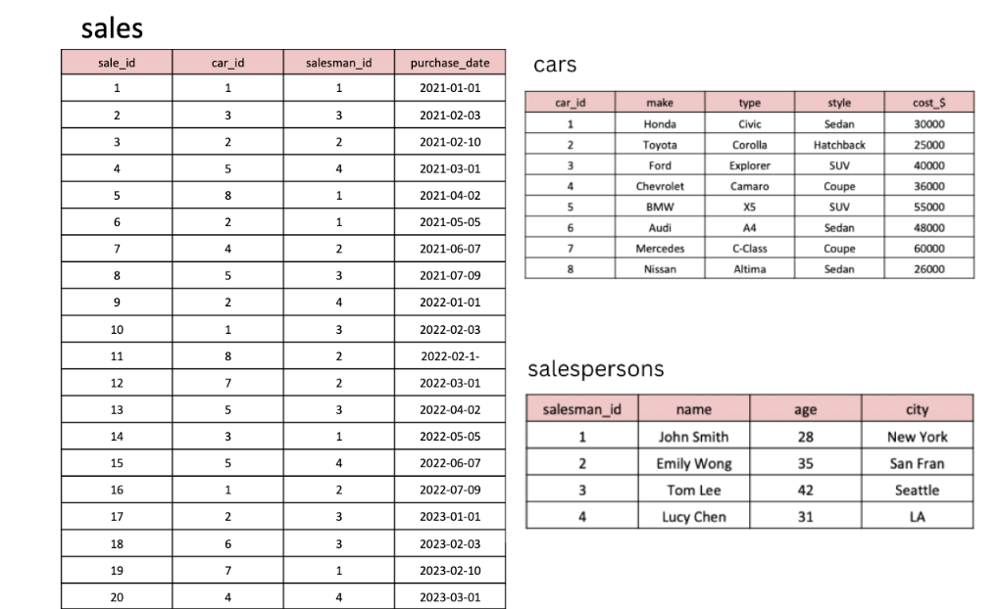 sales
sale_id car_id salesman_id purchase_date
1 1 1 2021-01-01
2 3 3 2021-02-03
3 2 2 2021-02-10
4 5 4 2021-03-01
5 8 1 2021-04-02
6 2 1 2021-05-05
7 4 2 2021-06-07
8 5 3 2021-07-09
9 2 4 2022-01-01
10 1 3 2022-02-03
11 8 2 2022-02-1-
12 7 2 2022-03-01
13 5 3 2022-04-02
14 3 1 2022-05-05
15 5 4 2022-06-07
16 1 2 2022-07-09
17 2 3 2023-01-01
18 6 3 2023-02-03
19 7 1 2023-02-10
20 4 4 2023-03-01
cars
car_id make type style cost_$
1 Honda Civic Sedan 30000
2 Toyota Corolla Hatchback 25000
3 Ford Explorer SUV 40000
4 Chevrolet Camaro Coupe 36000
5 BMW X5 SUV 55000
6 Audi A4 Sedan 48000
7 Mercedes C-Class Coupe 60000
8 Nissan Altima Sedan 26000
salespersons
salesman_id name age city
1 John Smith 28 New York
2 Emily Wong 35 San Fran
3 Tom Lee 42 Seattle
4 Lucy Chen 31 LA